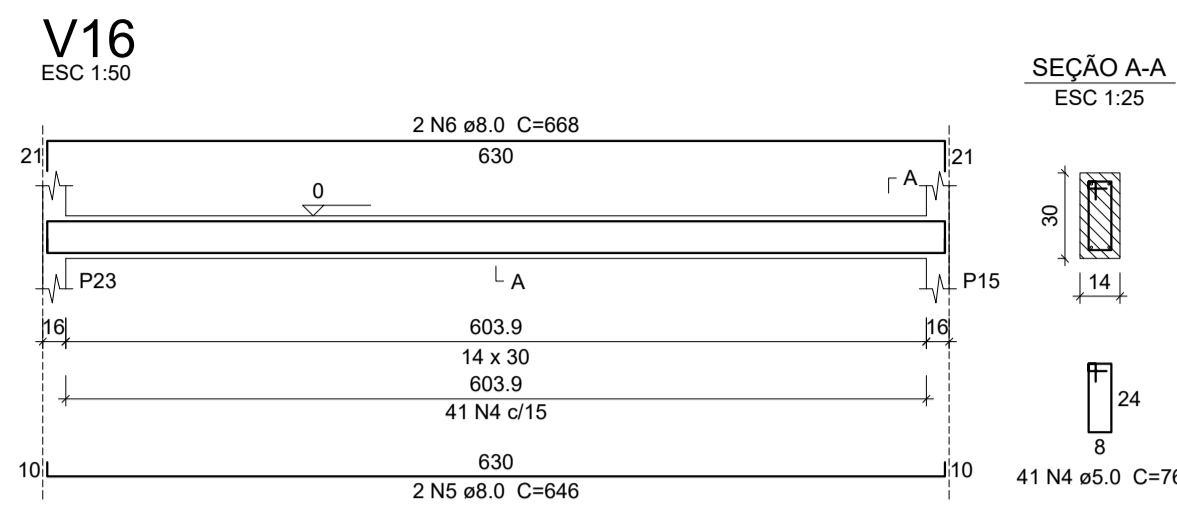 V16
ESC 1:50
SEÇÃO A-A
ESC 1:25
2 N6 ø8.0 C=668
21
630
21
A
0
30
A
P23
P15
14
16
603.9
16
14 x 30
603.9
41 N4 c/15
24
8
10
630
10
2 N5 ø8.0 C=646
41 N4 ø5.0 C=76